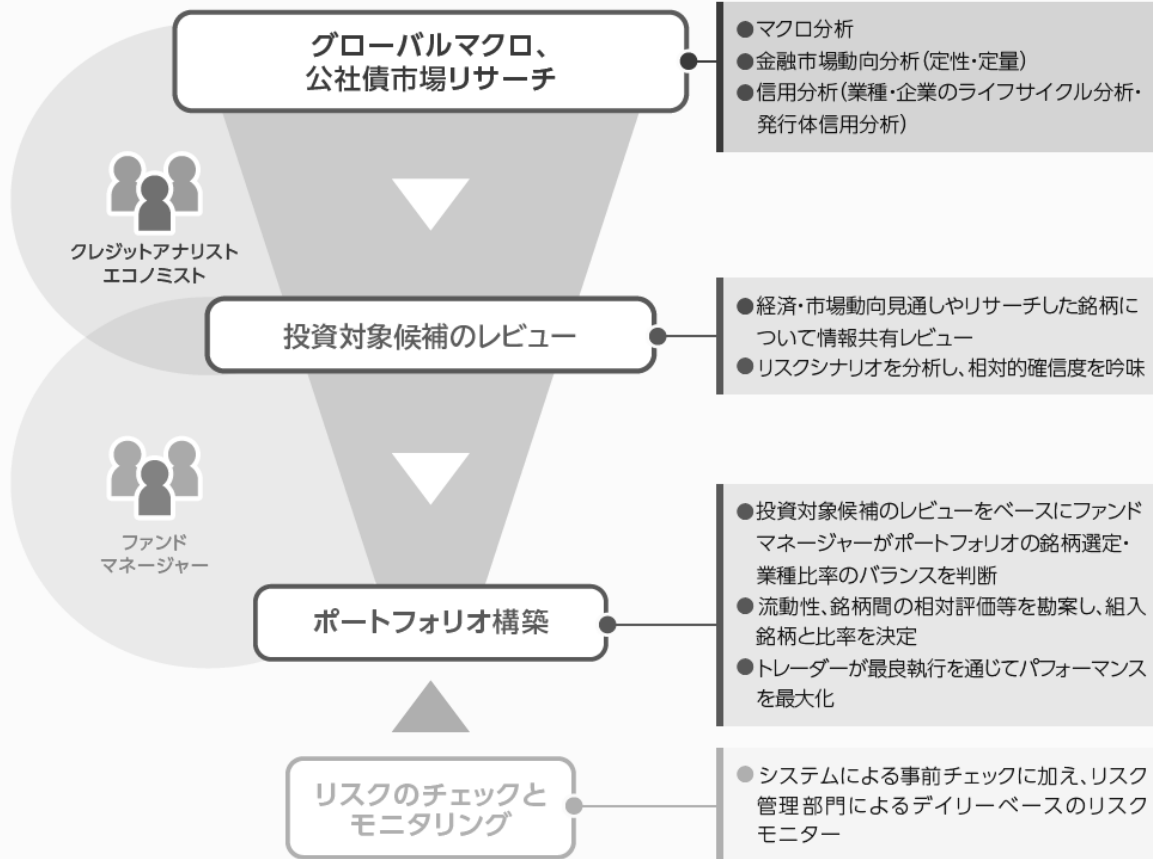 グローバルマクロ、
公社債市場リサーチ
●マクロ分析
●金融市場動向分析(定性・定量)
●信用分析(業種・企業のライフサイクル分析・
発行体信用分析)
クレジットアナリスト
エコノミスト
投資対象候補のレビュー
●経済・市場動向見通しやリサーチした銘柄に
ついて情報共有レビュー
●リスクシナリオを分析し、相対的確信度を吟味
ファンド
マネージャー
ポートフォリオ構築
●投資対象候補のレビューをベースにファンド
マネージャーがポートフォリオの銘柄選定・
業種比率のバランスを判断
●流動性、銘柄間の相対評価等を勘案し、組入
銘柄と比率を決定
●トレーダーが最良執行を通じてパフォーマンス
を最大化
リスクのチェックと
モニタリング
●システムによる事前チェックに加え、リスク
管理部門によるデイリーベースのリスク
モニター